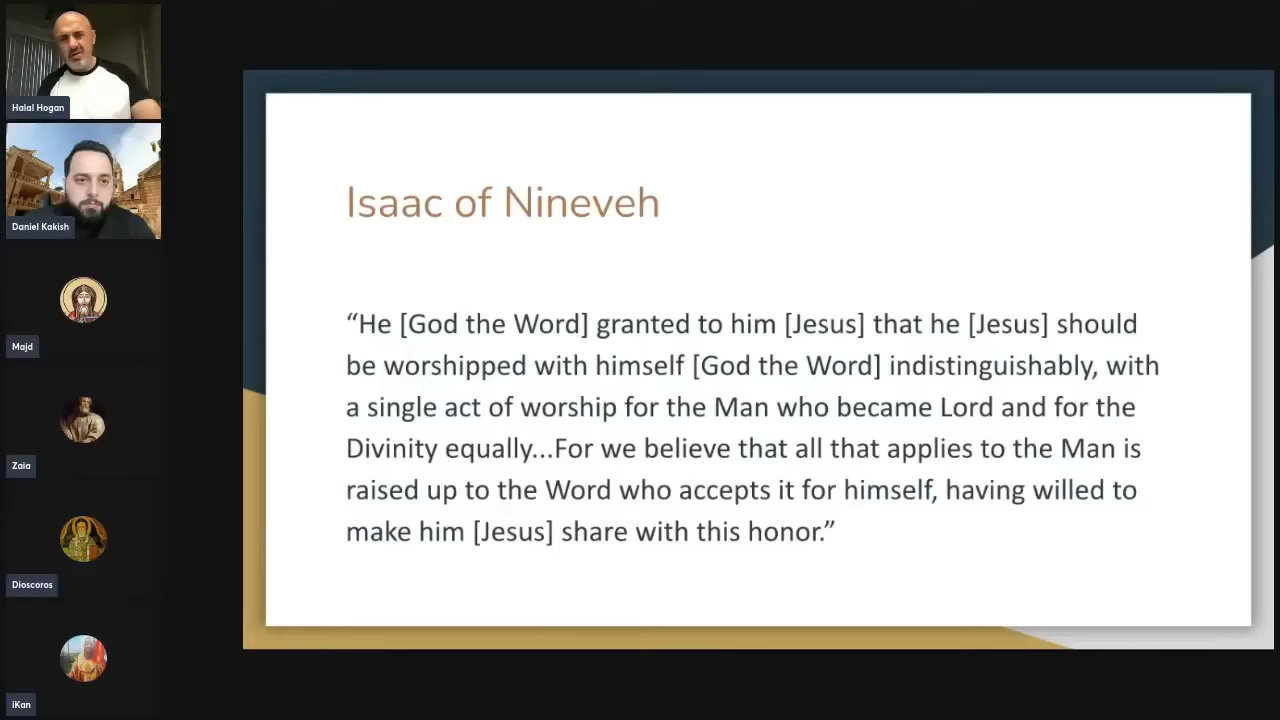 Halal Hogan
Daniel Kakish
Majd
Zaia
Dioscoros
iKan
Isaac of Nineveh
“He [God the Word] granted to him [Jesus] that he [Jesus] should
be worshipped with himself [God the Word] indistinguishably, with
a single act of worship for the Man who became Lord and for the
Divinity equally...For we believe that all that applies to the Man is
raised up to the Word who accepts it for himself, having willed to
make him [Jesus] share with this honor.”